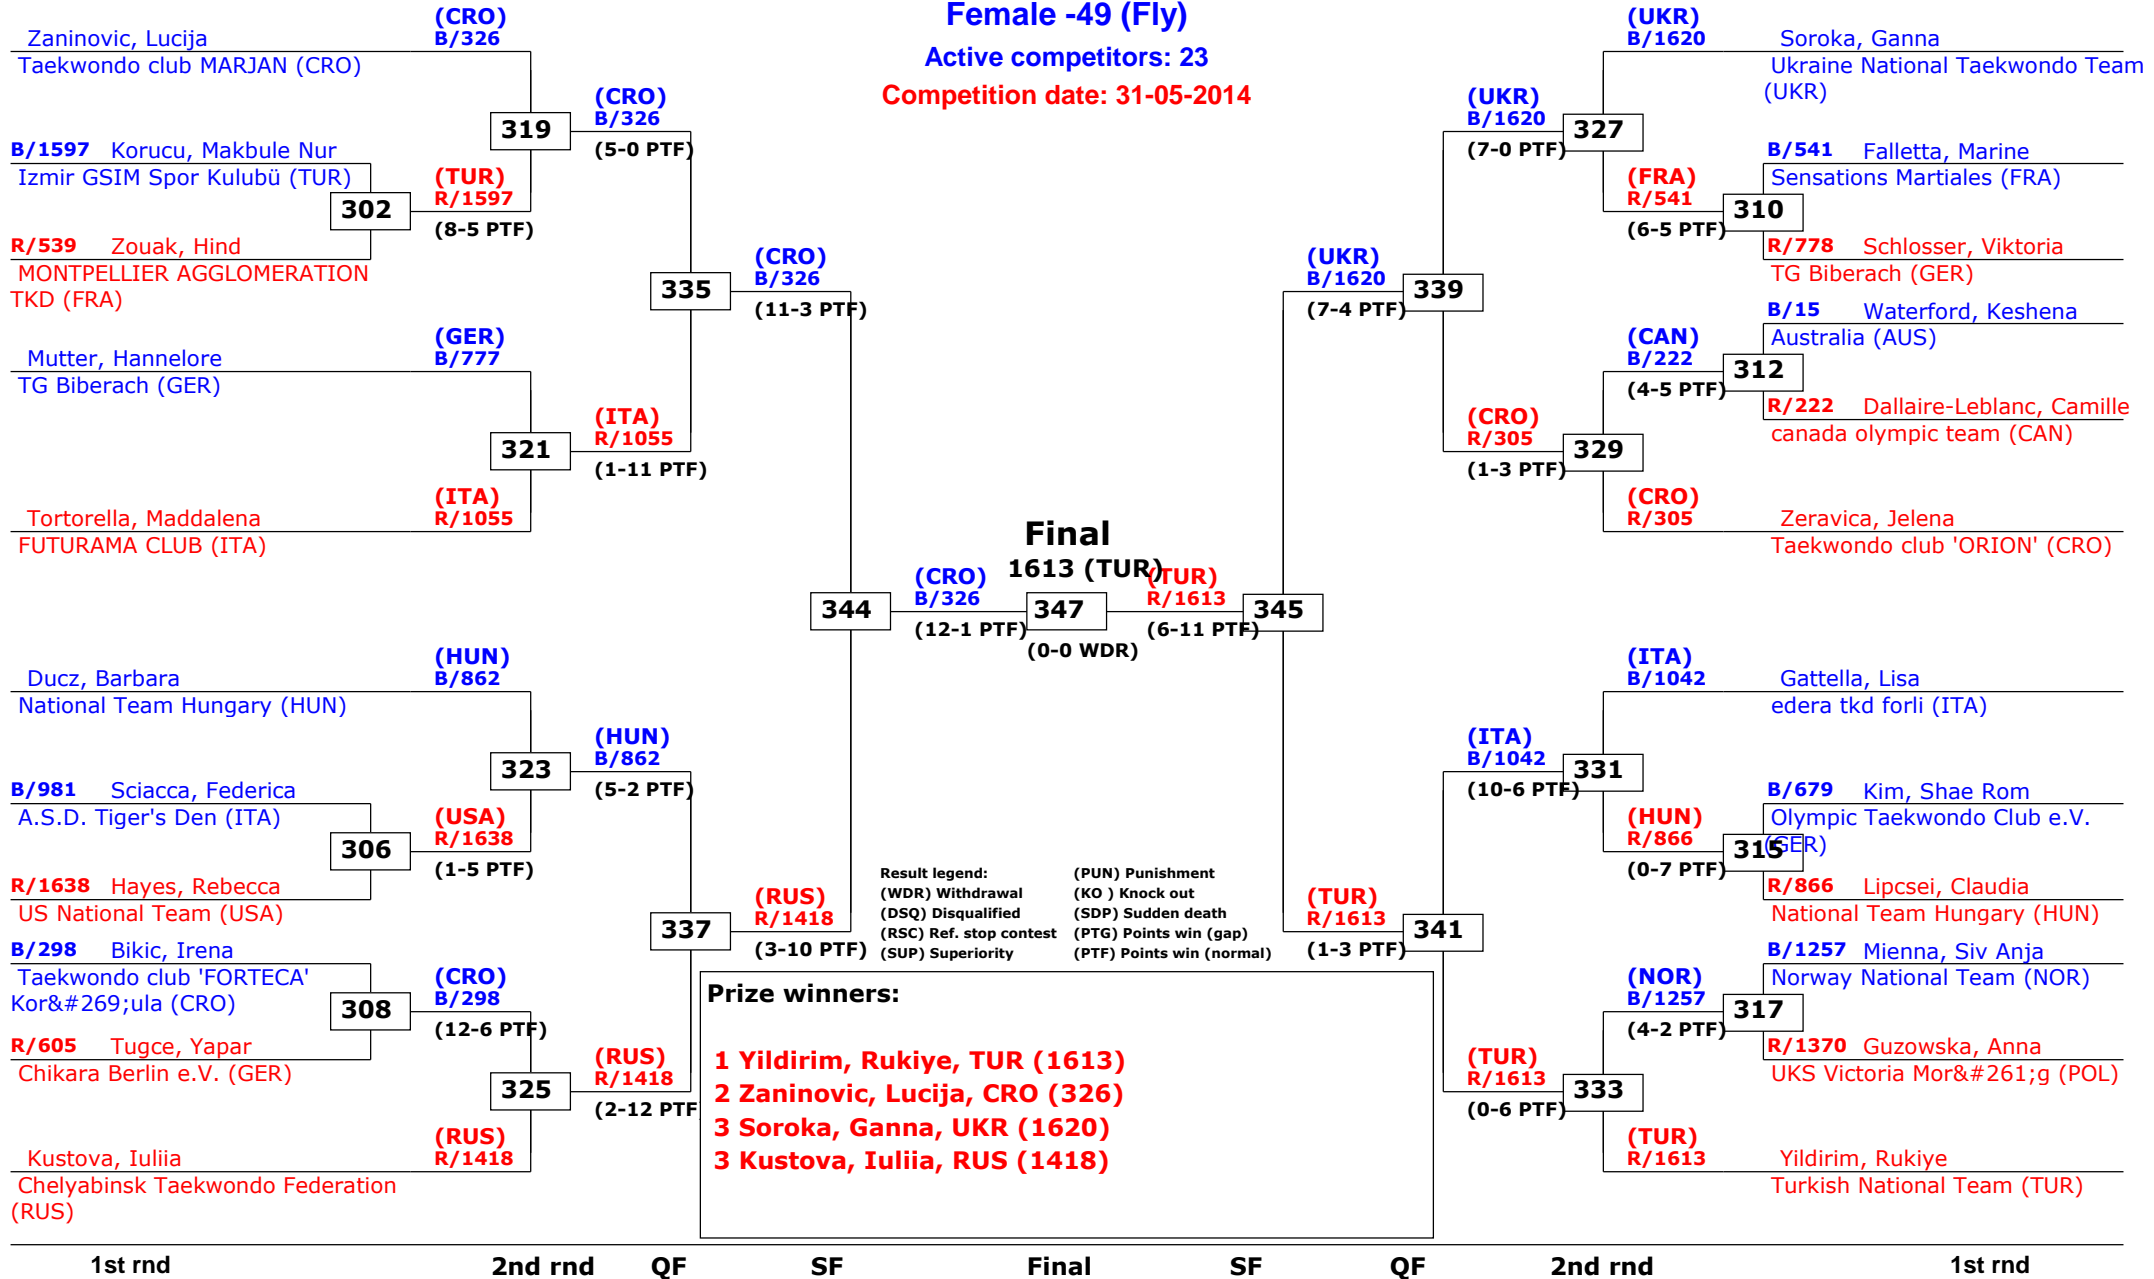 Female -49 (Fly)
Active competitors: 23
Competition date: 31-05-2014
(CRO)
B/326
Zaninovic, Lucija
Taekwondo club MARJAN (CRO)
319
(CRO)
B/326
(5-0 PTF)
B/1597 Korucu, Makbule Nur
Izmir GSIM Spor Kulubü (TUR)
302
(TUR)
R/1597
(8-5 PTF)
R/539 Zouak, Hind
MONTPELLIER AGGLOMERATION
TKD (FRA)
335
(CRO)
B/326
(11-3 PTF)
Mutter, Hannelore
TG Biberach (GER)
(GER)
B/777
321
(ITA)
R/1055
(1-11 PTF)
(ITA)
R/1055
Tortorella, Maddalena
FUTURAMA CLUB (ITA)
344
(CRO)
B/326
(12-1 PTF)
Ducz, Barbara
National Team Hungary (HUN)
(HUN)
B/862
323
(HUN)
B/862
(5-2 PTF)
B/981 Sciacca, Federica
A.S.D. Tiger's Den (ITA)
306
(USA)
R/1638
(1-5 PTF)
R/1638 Hayes, Rebecca
US National Team (USA)
337
(RUS)
R/1418
(3-10 PTF)
B/298 Bikic, Irena
Taekwondo club 'FORTECA'
Kor&#269;ula (CRO)
308
(CRO)
B/298
(12-6 PTF)
R/605 Tugce, Yapar
Chikara Berlin e.V. (GER)
325
(RUS)
R/1418
(2-12 PTF
(RUS)
R/1418
Kustova, Iuliia
Chelyabinsk Taekwondo Federation
(RUS)
Final
1613 (TUR)
347
(0-0 WDR)
(TUR)
R/1613
(6-11 PTF)
345
(UKR)
B/1620
Soroka, Ganna
Ukraine National Taekwondo Team
(UKR)
(UKR)
B/1620
(7-0 PTF)
327
B/541 Falletta, Marine
Sensations Martiales (FRA)
(FRA)
R/541
(6-5 PTF)
310
R/778 Schlosser, Viktoria
TG Biberach (GER)
(UKR)
B/1620
(7-4 PTF)
339
B/15 Waterford, Keshena
Australia (AUS)
(CAN)
B/222
(4-5 PTF)
312
R/222 Dallaire-Leblanc, Camille
canada olympic team (CAN)
(CRO)
R/305
(1-3 PTF)
329
(CRO)
R/305
Zeravica, Jelena
Taekwondo club 'ORION' (CRO)
(ITA)
B/1042
Gattella, Lisa
edera tkd forli (ITA)
(ITA)
B/1042
(10-6 PTF)
331
B/679 Kim, Shae Rom
Olympic Taekwondo Club e.V.
(GER)
(HUN)
R/866
(0-7 PTF)
315
R/866 Lipcsei, Claudia
National Team Hungary (HUN)
(TUR)
R/1613
(1-3 PTF)
341
B/1257 Mienna, Siv Anja
Norway National Team (NOR)
(NOR)
B/1257
(4-2 PTF)
317
R/1370 Guzowska, Anna
UKS Victoria Mor&#261;g (POL)
(TUR)
R/1613
(0-6 PTF)
333
(TUR)
R/1613
Yildirim, Rukiye
Turkish National Team (TUR)
Result legend:
(WDR) Withdrawal
(DSQ) Disqualified
(RSC) Ref. stop contest
(SUP) Superiority
(PUN) Punishment
(KO ) Knock out
(SDP) Sudden death
(PTG) Points win (gap)
(PTF) Points win (normal)
Prize winners:
1 Yildirim, Rukiye, TUR (1613)
2 Zaninovic, Lucija, CRO (326)
3 Soroka, Ganna, UKR (1620)
3 Kustova, Iuliia, RUS (1418)
1st rnd 2nd rnd QF SF Final SF QF 2nd rnd 1st rnd